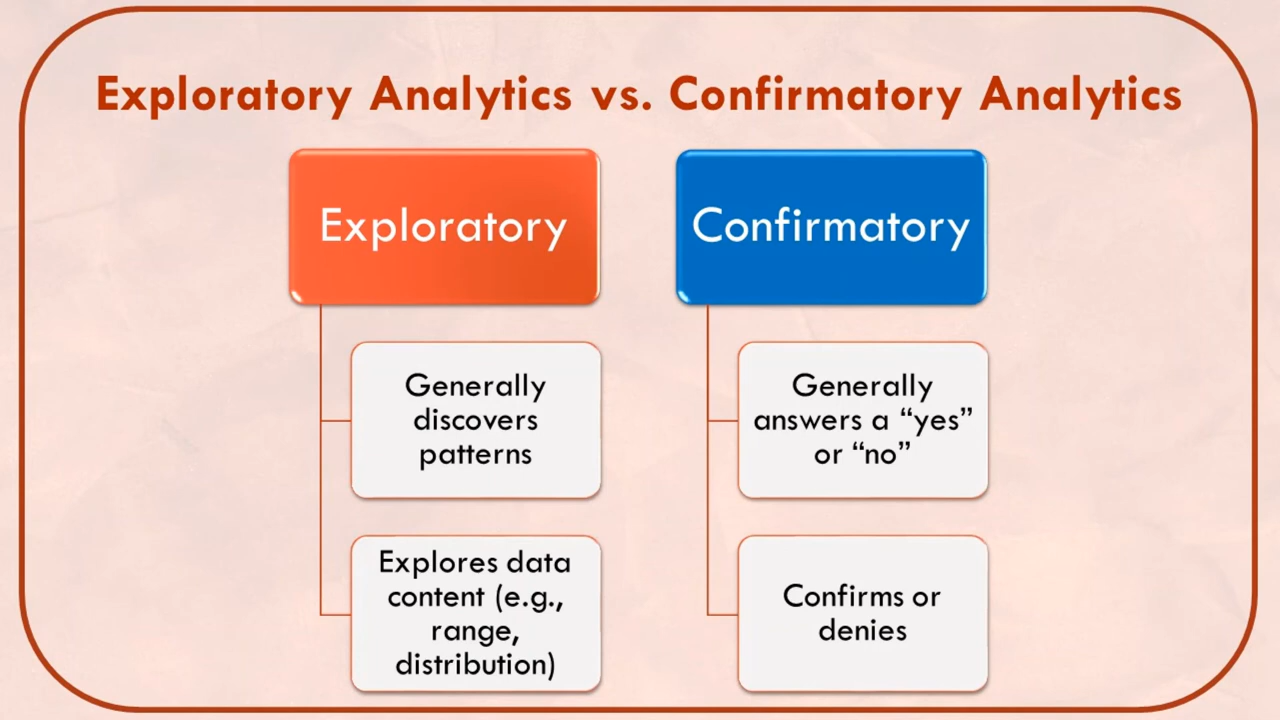 Exploratory Analytics vs. Confirmatory Analytics
Exploratory
Generally
discovers
patterns
Explores data
content (e.g.,
range,
distribution)
Confirmatory
Generally
answers a “yes”
or “no”
Confirms or
denies